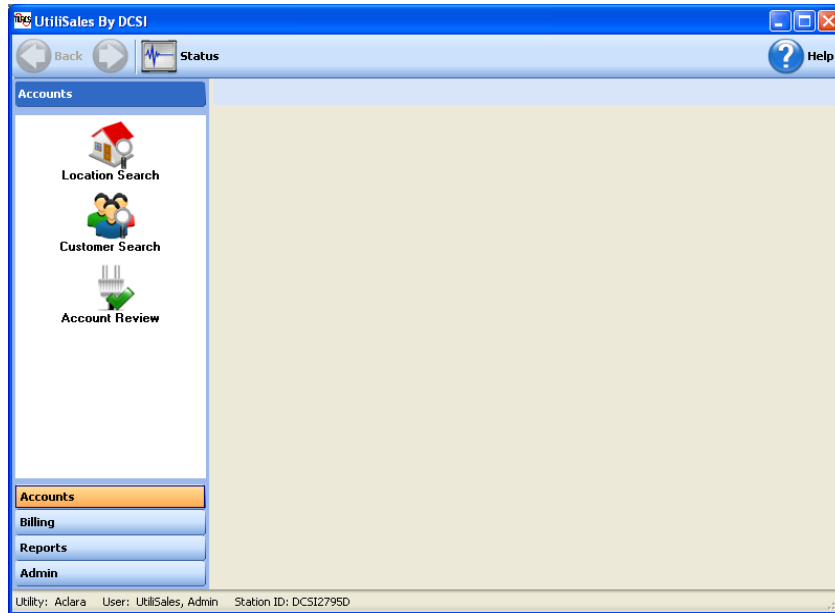 UtiliSales By DCSI
Back
Status
Help
Accounts
Location Search
Customer Search
Account Review
Accounts
Billing
Reports
Admin
Utility: Aclara User: UtiliSales, Admin Station ID: DCSI2795D